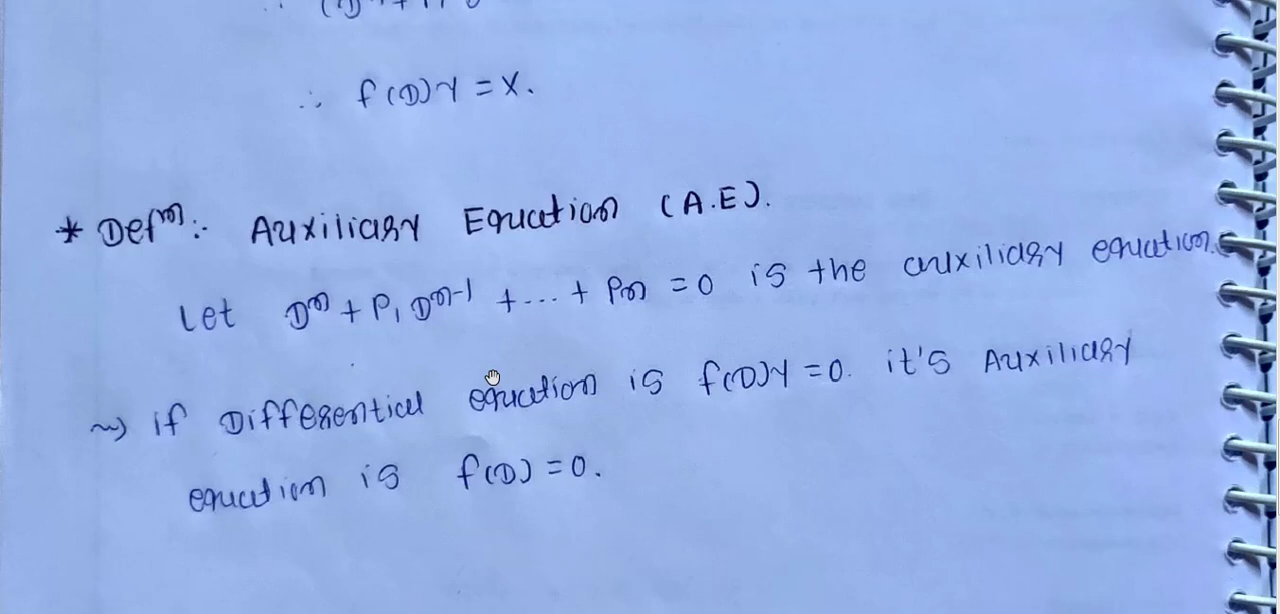 ∴ f(D)Y = X.
* Defⁿ:- Auxiliary Equation (A.E).
Let Dⁿ + P₁ Dⁿ⁻¹ + ... + Pₙ = 0 is the auxiliary equation.
~> if Differential equation is f(D)Y = 0. it's Auxiliary
equation is f(D) = 0.